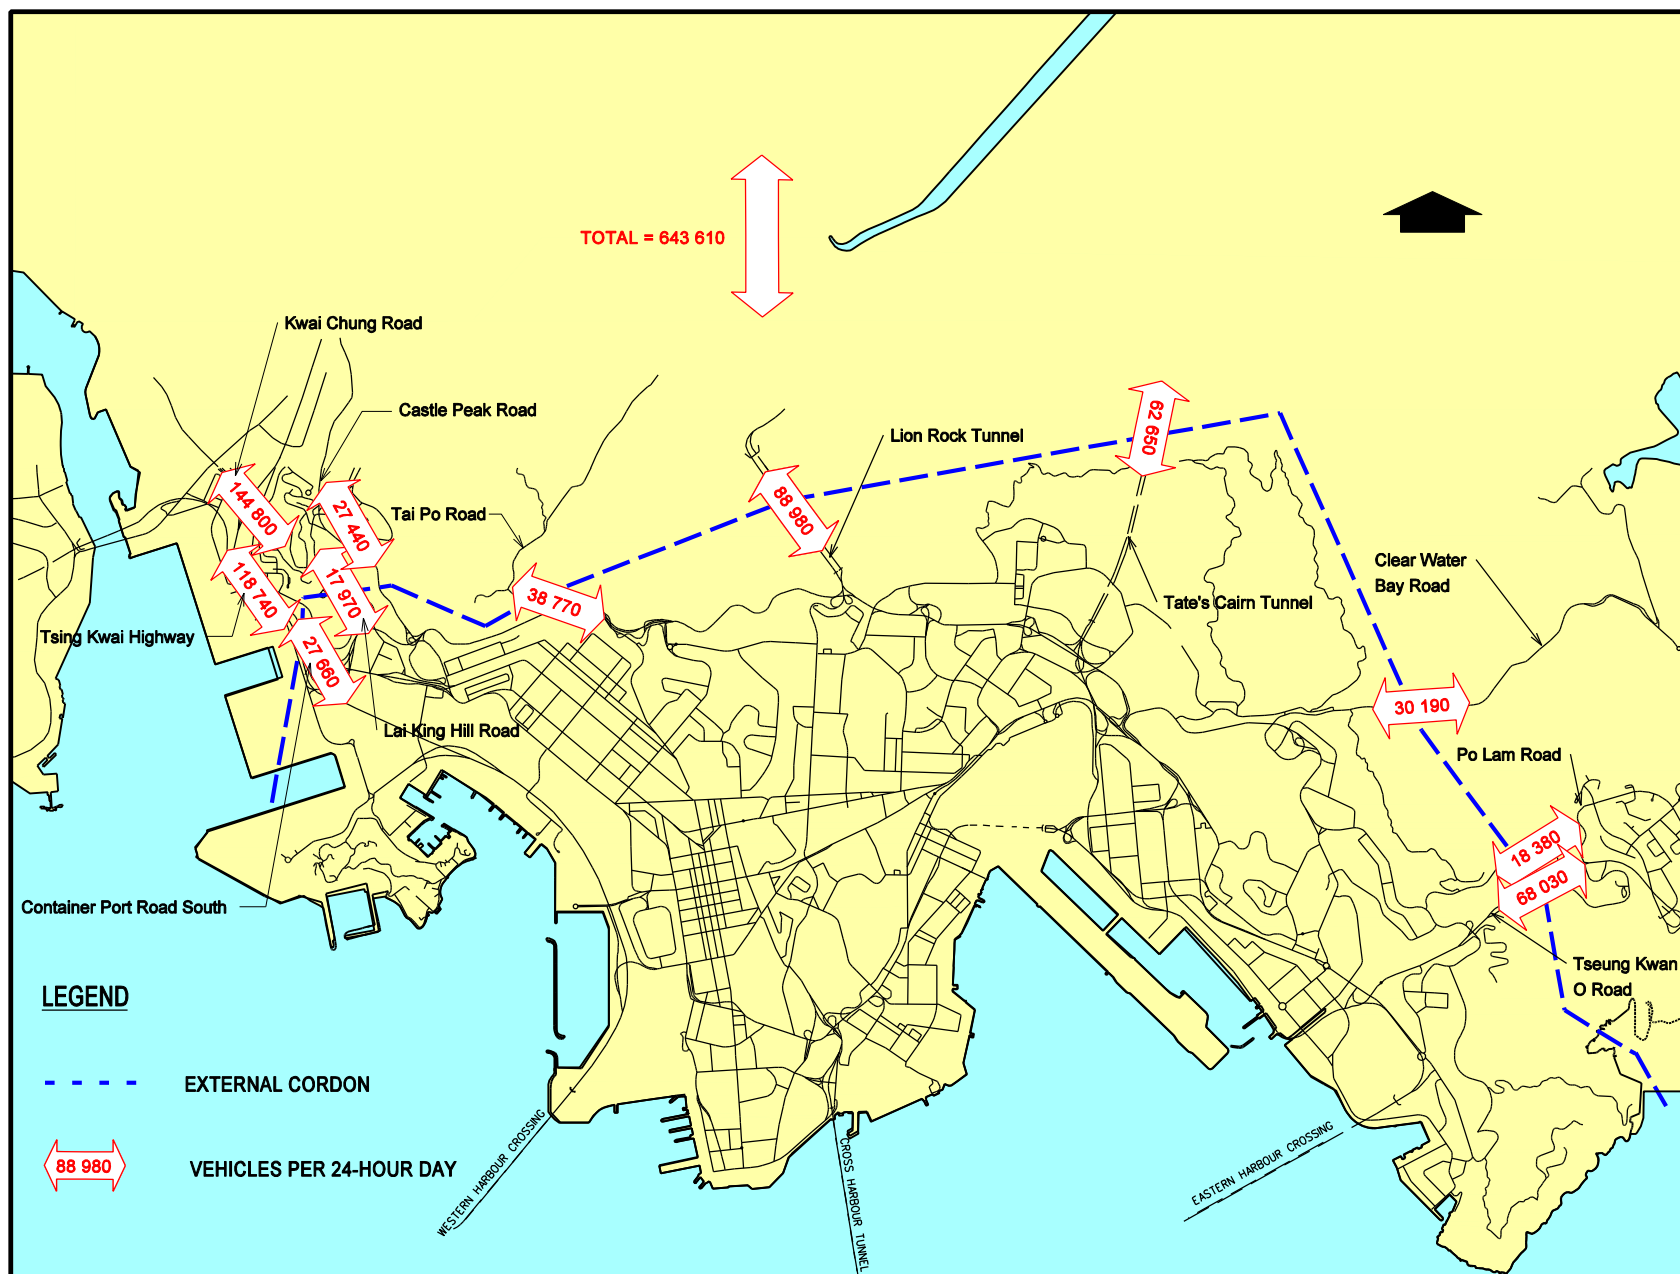 TOTAL = 643 610
Kwai Chung Road
Castle Peak Road
Lion Rock Tunnel
62 650
144 800
27 440
88 980
Tai Po Road
Clear Water
Bay Road
118 740
17 970
38 770
Tate's Cairn Tunnel
Tsing Kwai Highway
27 660
30 190
Lai King Hill Road
Po Lam Road
18 380
68 030
Container Port Road South
Tseung Kwan
O Road
LEGEND
EXTERNAL CORDON
88 980
VEHICLES PER 24-HOUR DAY
WESTERN HARBOUR CROSSING
CROSS HARBOUR TUNNEL
EASTERN HARBOUR CROSSING